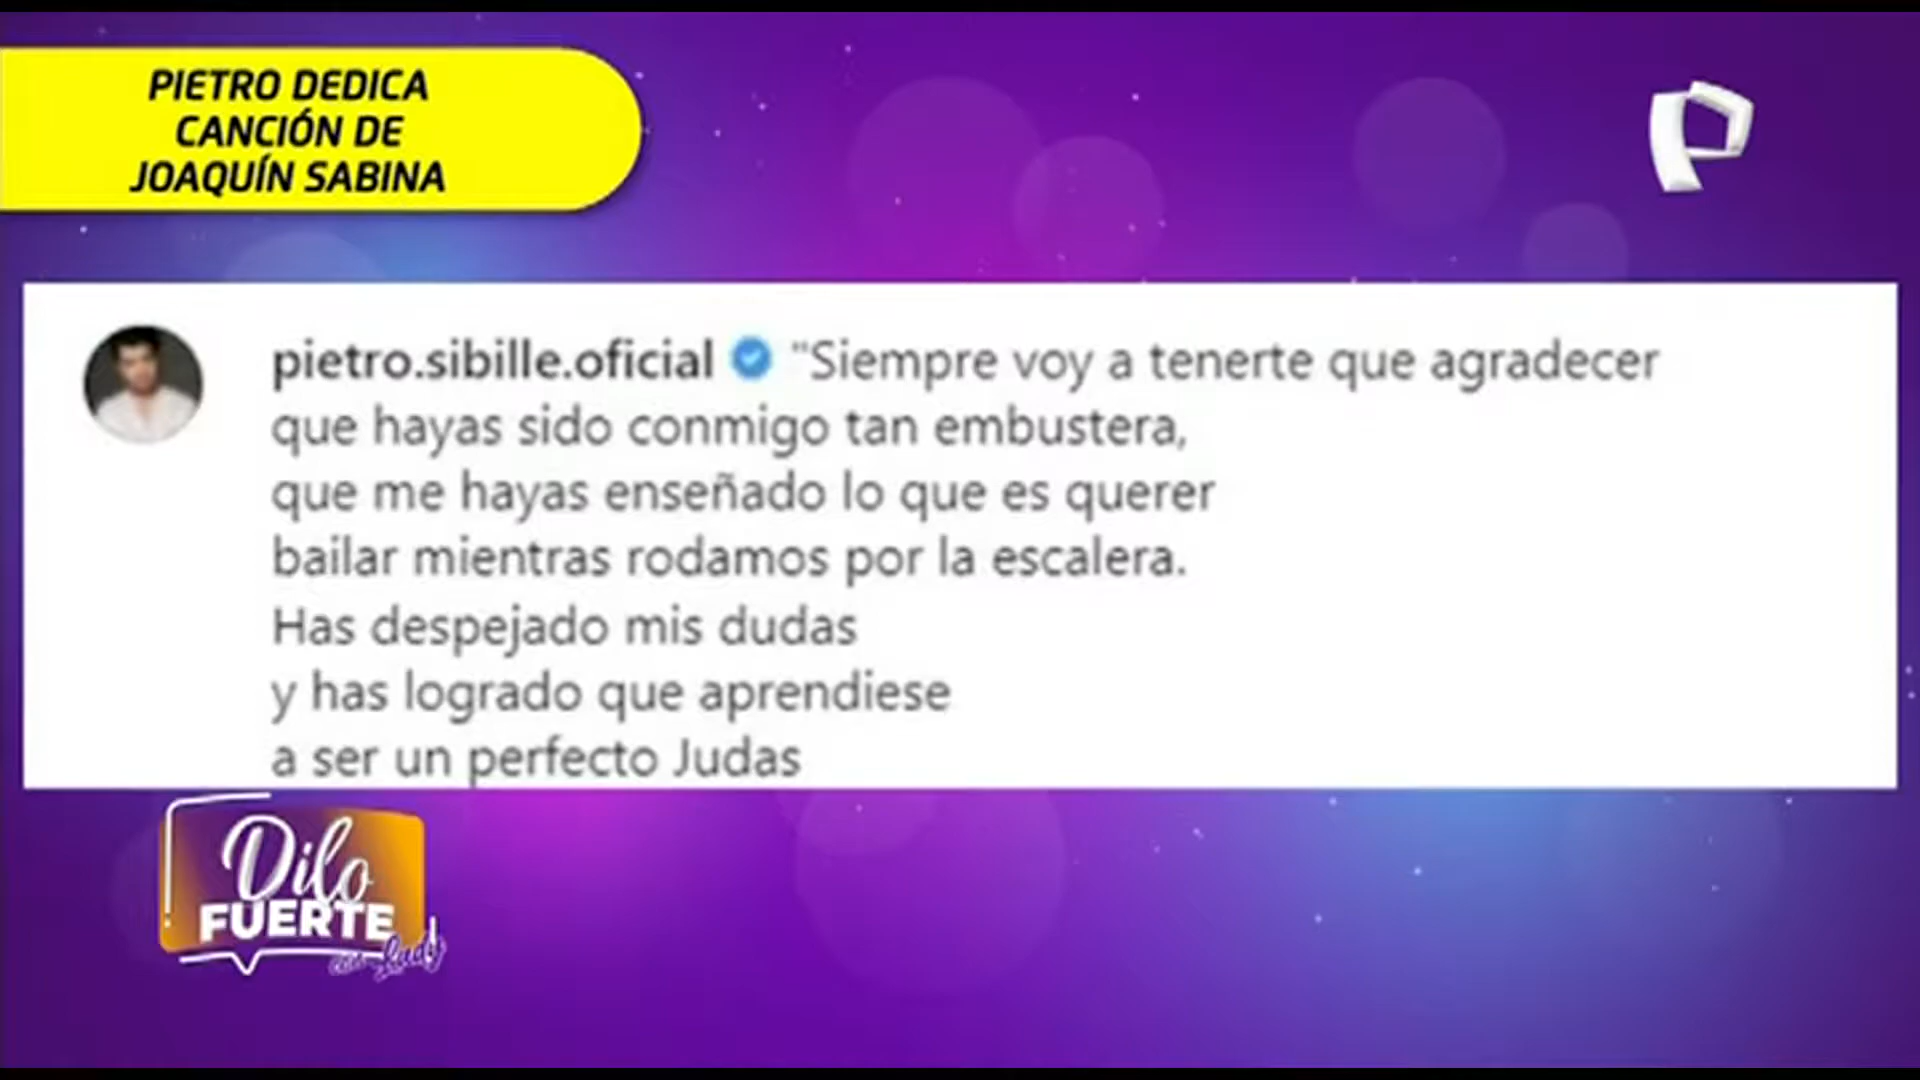 PIETRO DEDICA
CANCIÓN DE
JOAQUÍN SABINA
pietro.sibille.oficial "Siempre voy a tenerte que agradecer
que hayas sido conmigo tan embustera,
que me hayas enseñado lo que es querer
bailar mientras rodamos por la escalera.
Has despejado mis dudas
y has logrado que aprendiese
a ser un perfecto Judas
Dilo
FUERTE
con Lady